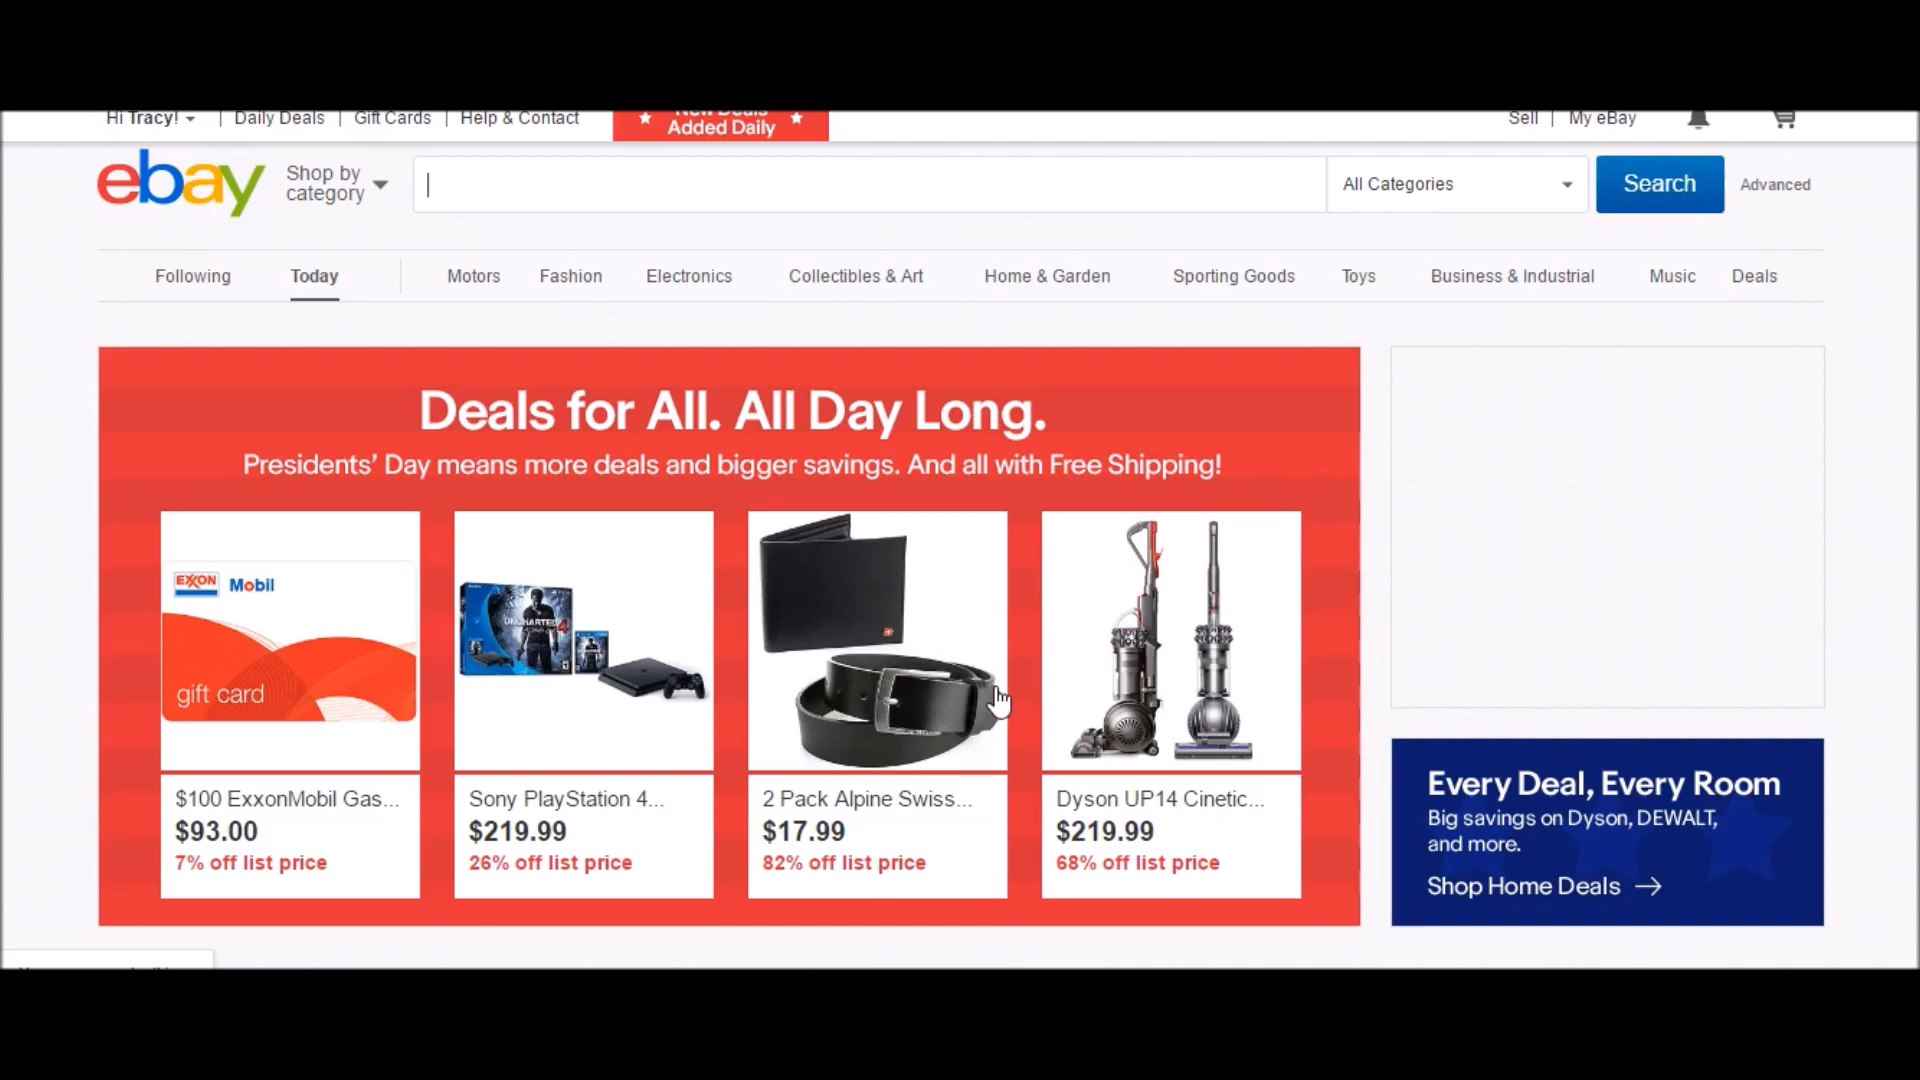 Hi Tracy!
Daily Deals
Gift Cards
Help & Contact
New Deals
Added Daily
Sell
My eBay
ebay
Shop by
category
All Categories
Search
Advanced
Following
Today
Motors
Fashion
Electronics
Collectibles & Art
Home & Garden
Sporting Goods
Toys
Business & Industrial
Music
Deals
Deals for All. All Day Long.
Presidents' Day means more deals and bigger savings. And all with Free Shipping!
EXXON Mobil
gift card
UNCHARTED 4
$100 ExxonMobil Gas...
$93.00
7% off list price
Sony PlayStation 4...
$219.99
26% off list price
2 Pack Alpine Swiss...
$17.99
82% off list price
Dyson UP14 Cinetic...
$219.99
68% off list price
Every Deal, Every Room
Big savings on Dyson, DEWALT,
and more.
Shop Home Deals